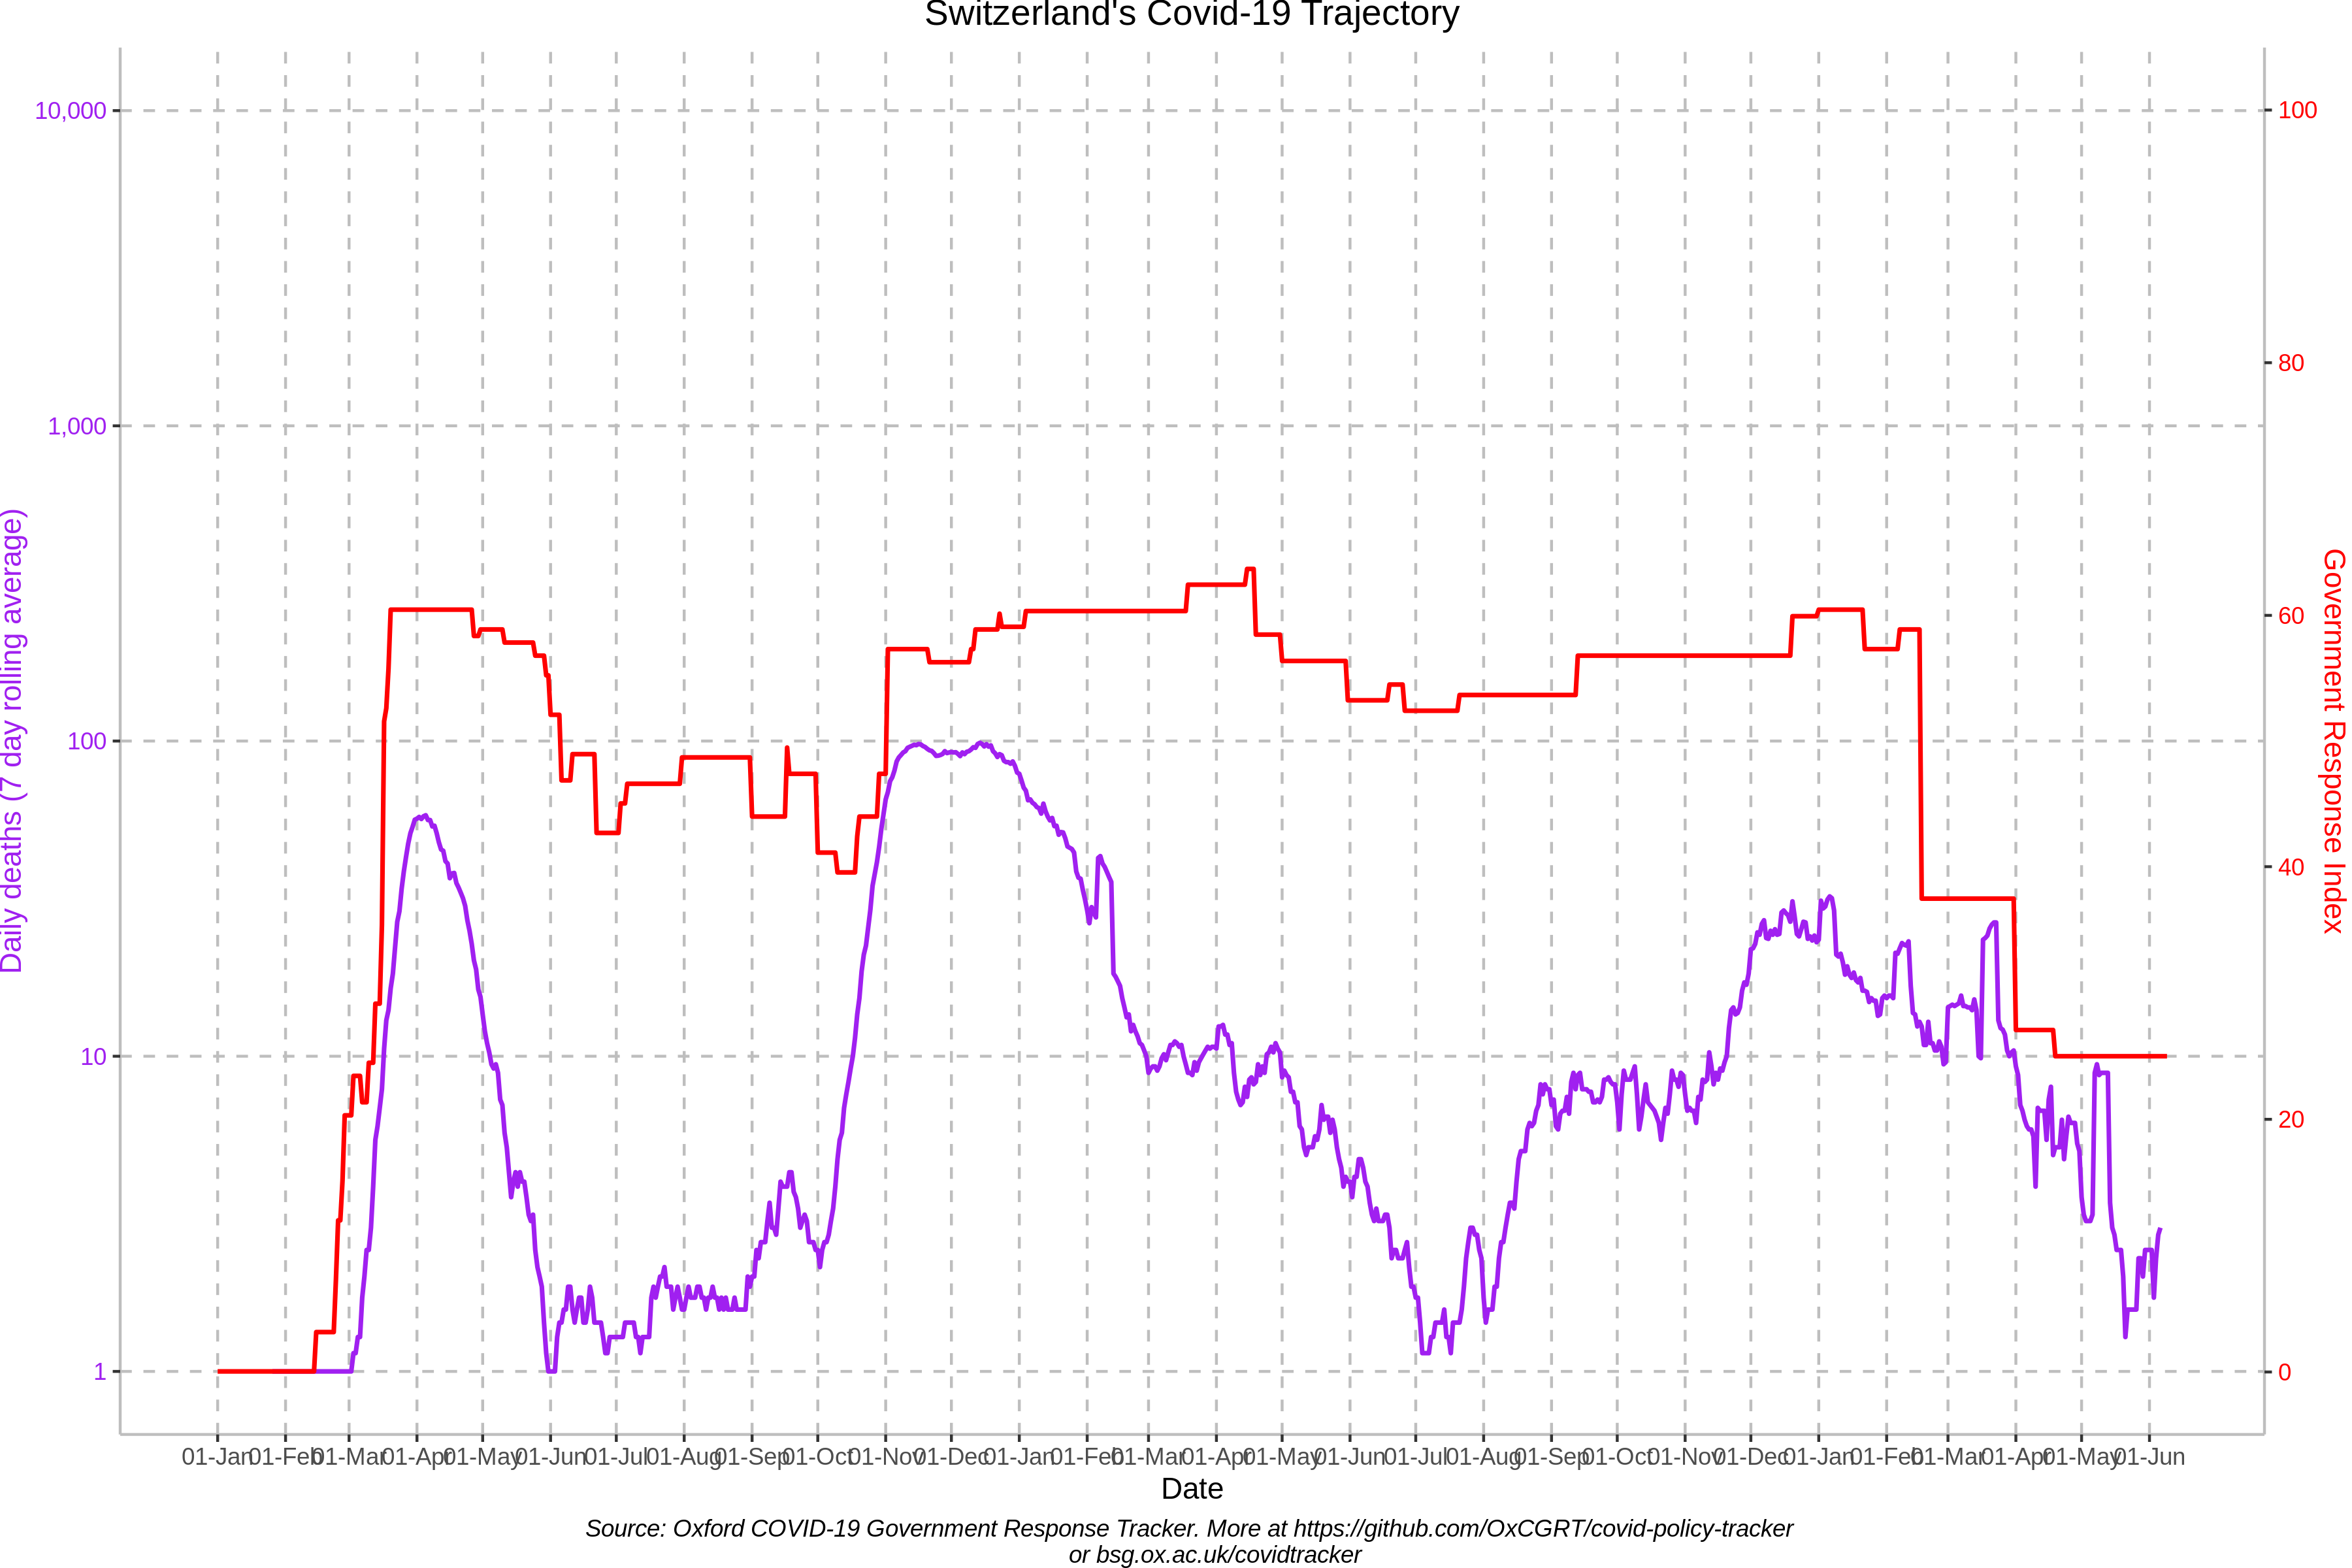 Switzerland's Covid-19 Trajectory
10,000
1,000
100
10
1
Daily deaths (7 day rolling average)
100
80
60
40
20
0
Government Response Index
01-Jan 01-Feb 01-Mar 01-Apr 01-May 01-Jun 01-Jul 01-Aug 01-Sep 01-Oct 01-Nov 01-Dec 01-Jan 01-Feb 01-Mar 01-Apr 01-May 01-Jun 01-Jul 01-Aug 01-Sep 01-Oct 01-Nov 01-Dec 01-Jan 01-Feb 01-Mar 01-Apr 01-May 01-Jun
Date
Source: Oxford COVID-19 Government Response Tracker. More at https://github.com/OxCGRT/covid-policy-tracker
or bsg.ox.ac.uk/covidtracker